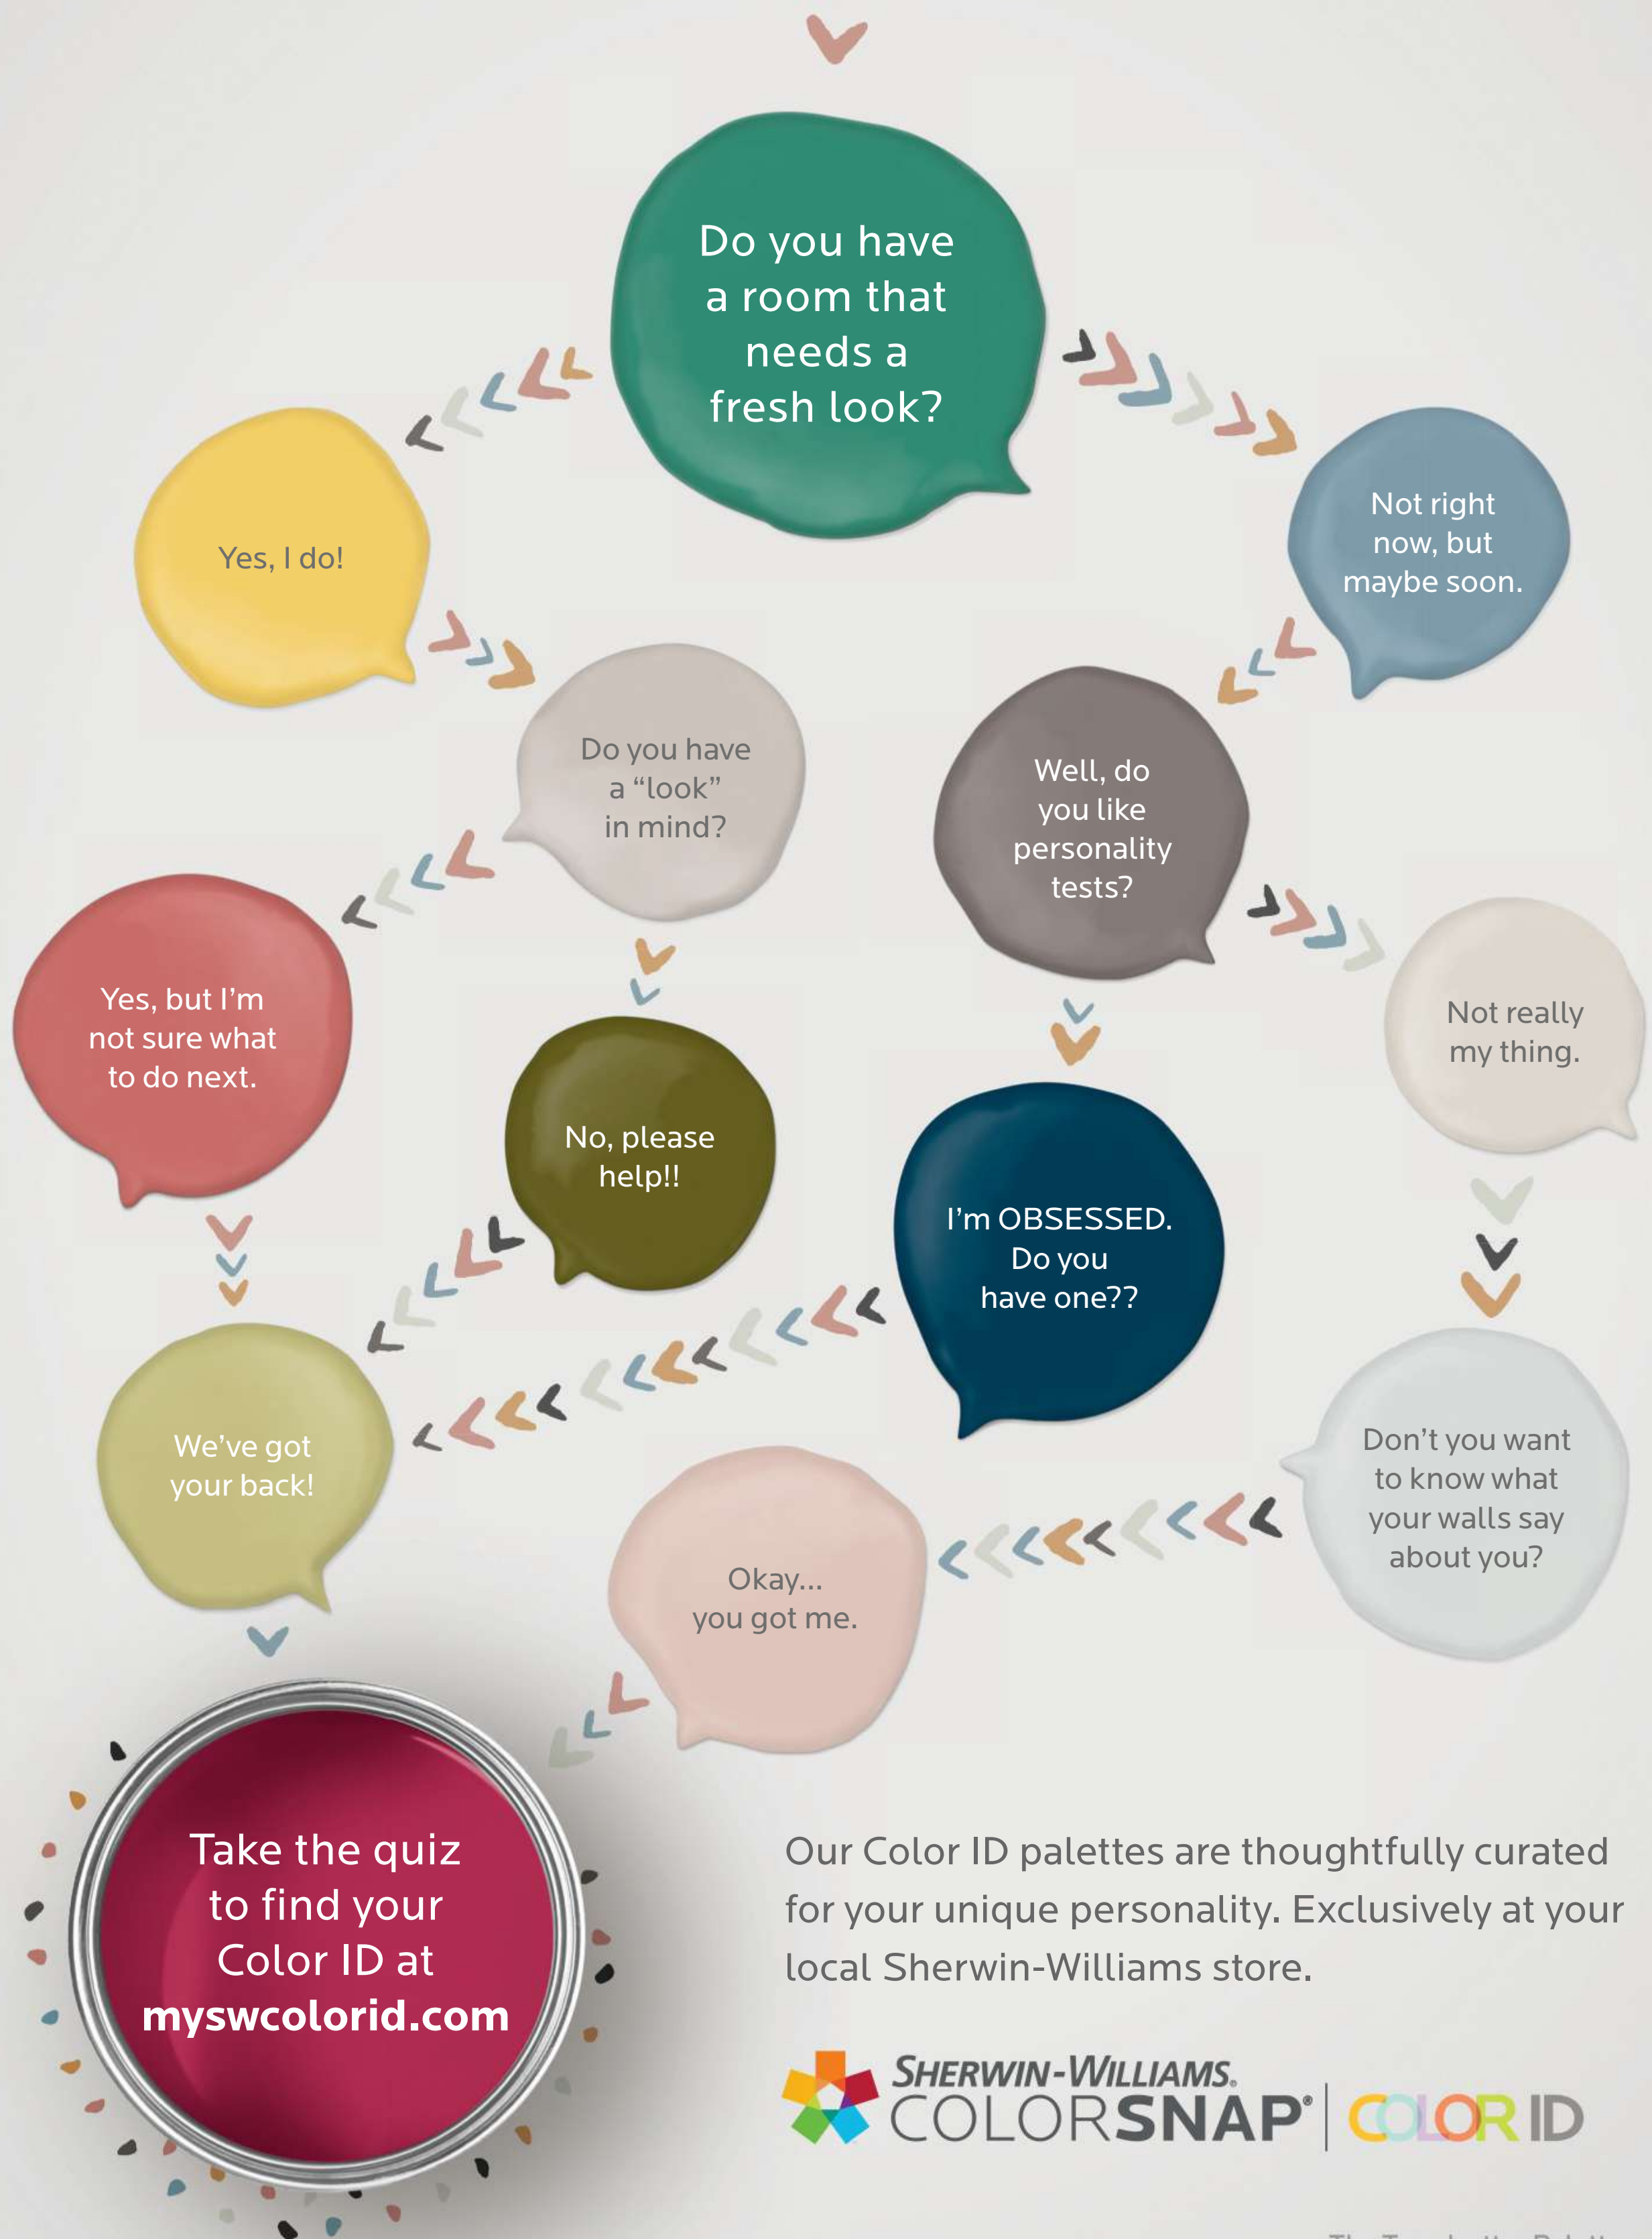 Do you have
a room that
needs a
fresh look?
Yes, I do!
Not right
now, but
maybe soon.
Do you have
a “look”
in mind?
Well, do
you like
personality
tests?
Yes, but I’m
not sure what
to do next.
No, please
help!!
I’m OBSESSED.
Do you
have one??
Not really
my thing.
We’ve got
your back!
Don’t you want
to know what
your walls say
about you?
Okay...
you got me.
Take the quiz
to find your
Color ID at
myswcolorid.com
Our Color ID palettes are thoughtfully curated
for your unique personality. Exclusively at your
local Sherwin-Williams store.
SHERWIN-WILLIAMS®
COLORSNAP® | COLOR ID